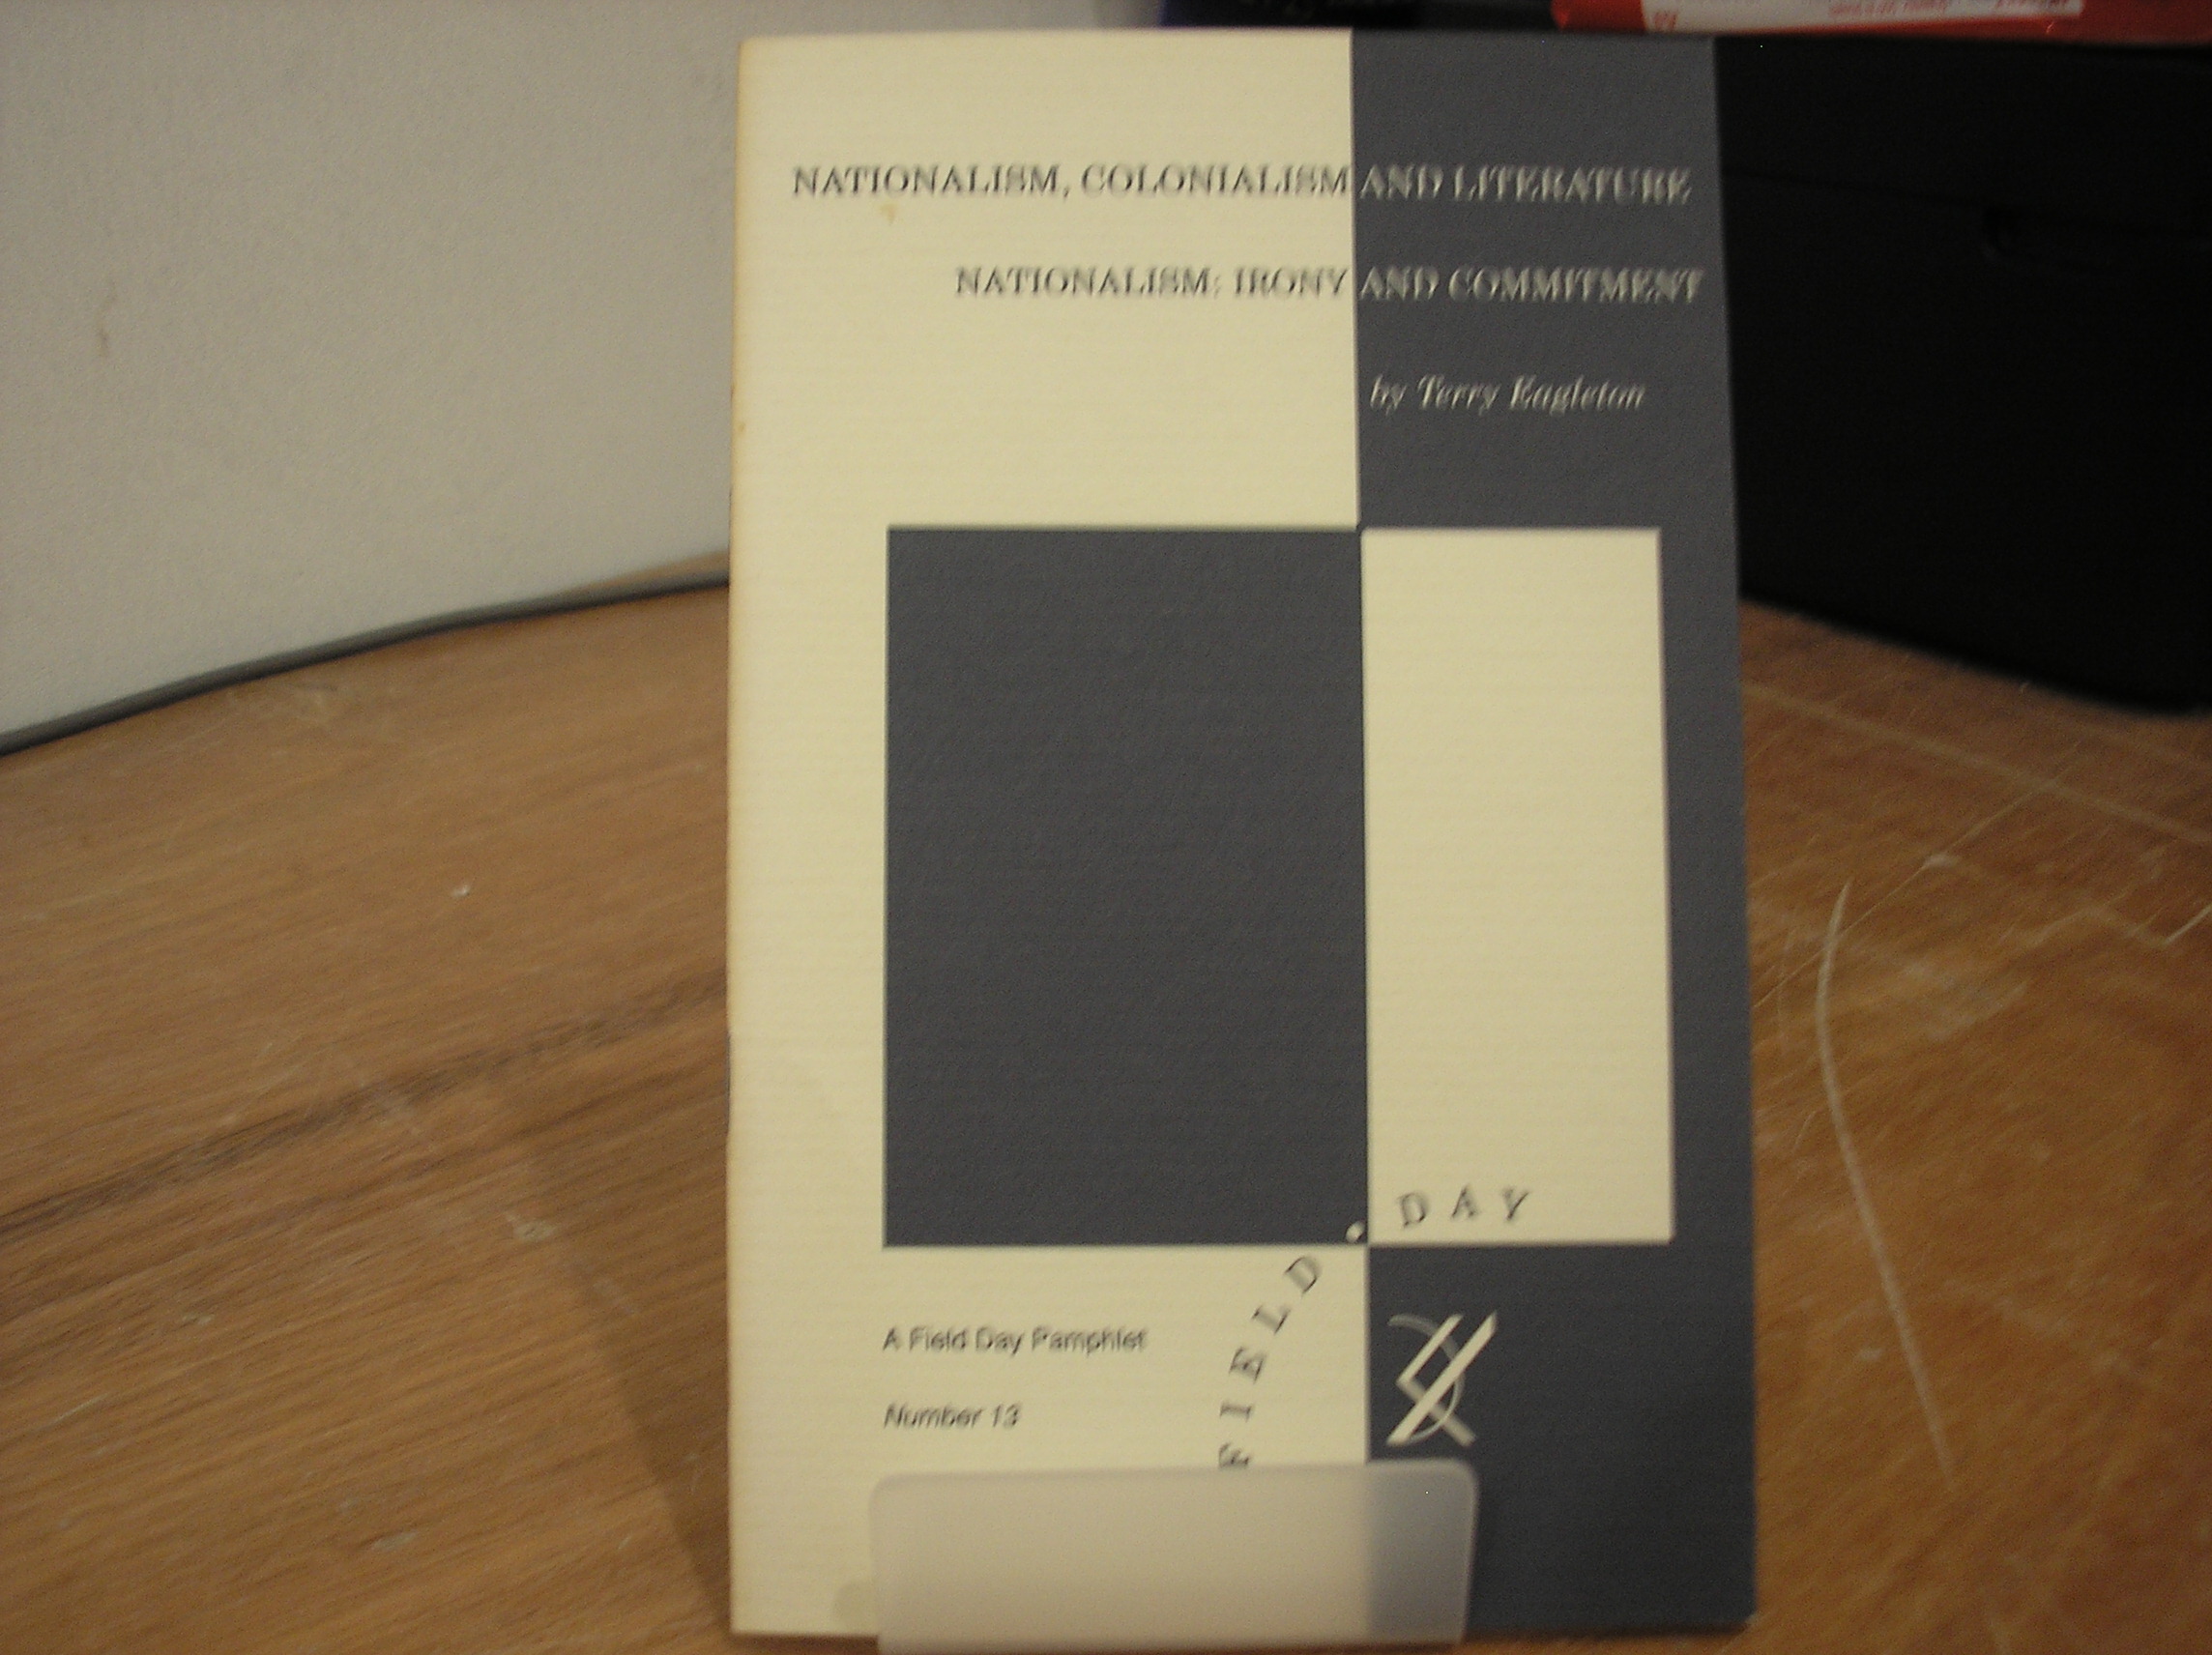 NATIONALISM, COLONIALISM AND LITERATURE
NATIONALISM: IRONY AND COMMITMENT
by Terry Eagleton
FIELD DAY
A Field Day Pamphlet
Number 13